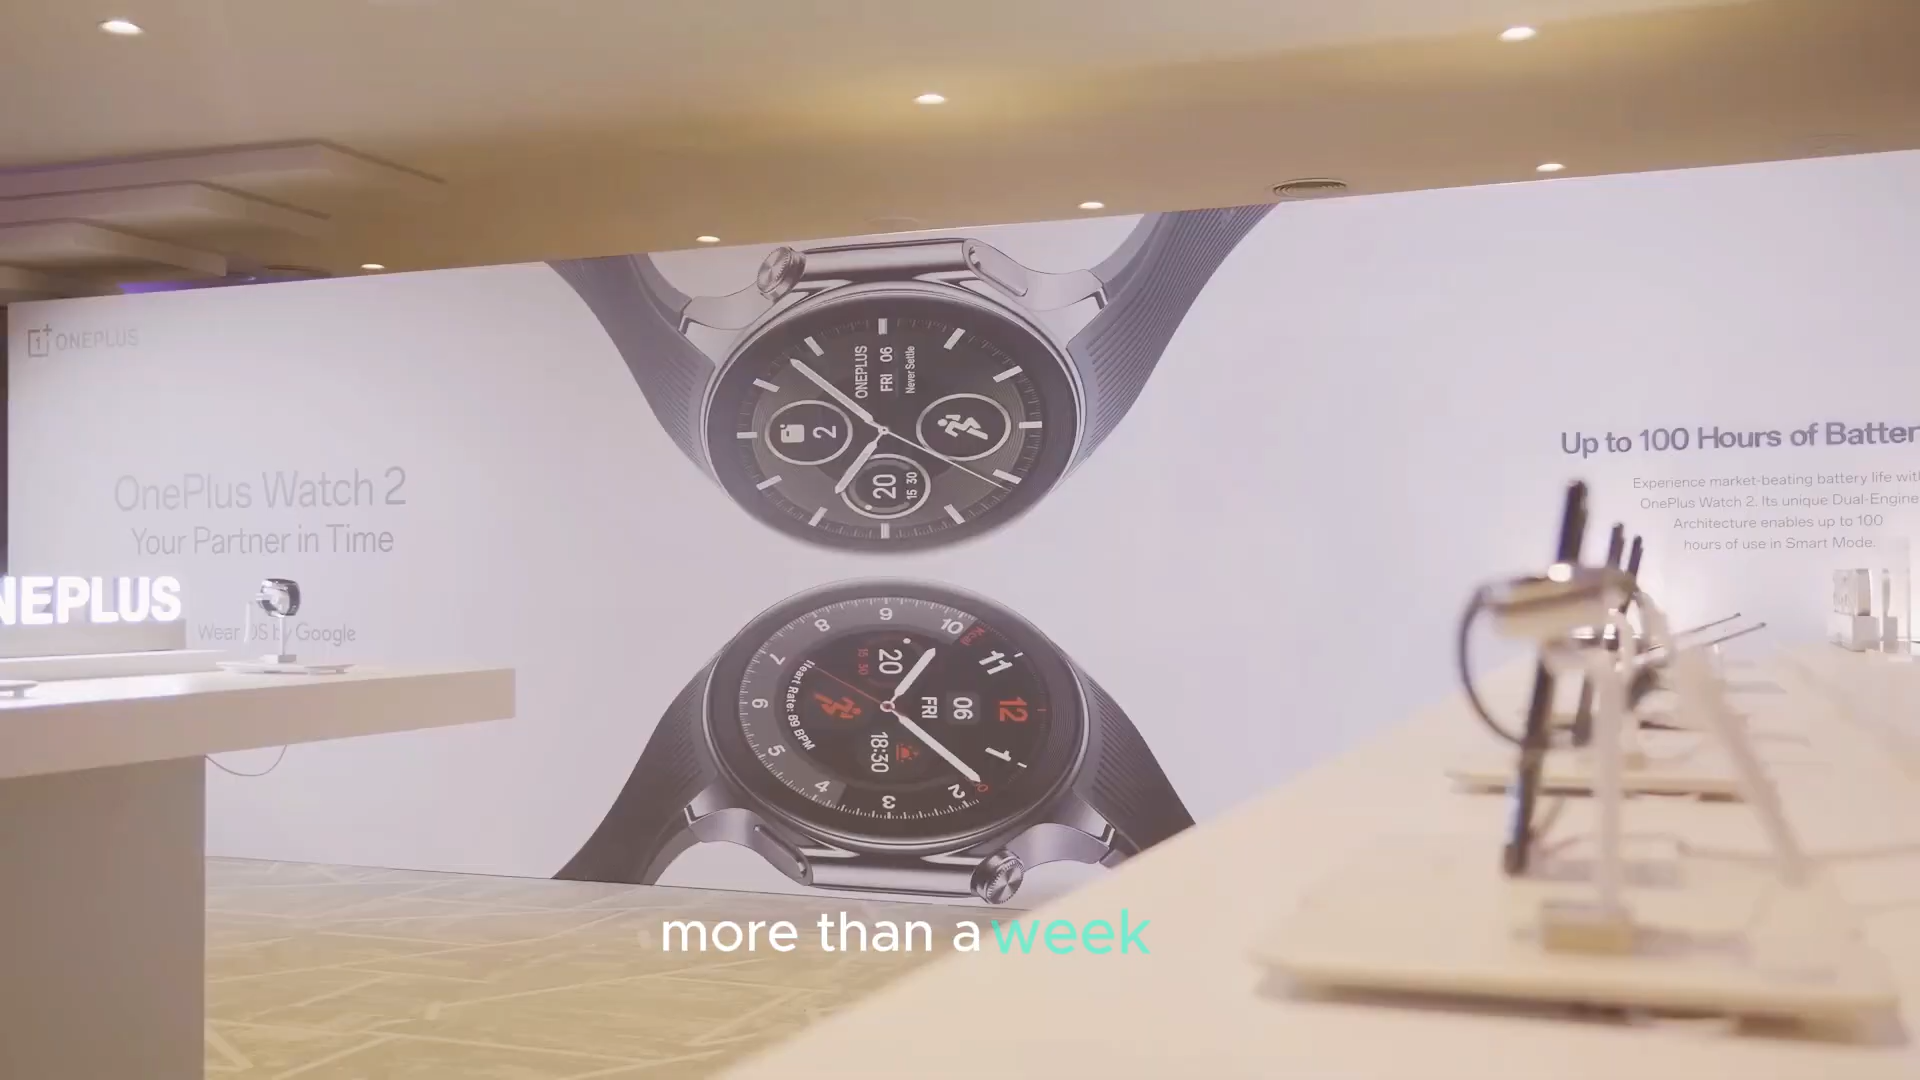 ONEPLUS
OnePlus Watch 2
Your Partner in Time
NEPLUS
Wear OS by Google
ONEPLUS
FRI 06
Never Settle
2
20
15 30
9
8
10
7
11
6
12
5
1
4
2
3
Kcal
20
15 30
FRI
06
18:30
Heart Rate: 89 BPM
Up to 100 Hours of Batter
Experience market-beating battery life with
OnePlus Watch 2. Its unique Dual-Engine
Architecture enables up to 100
hours of use in Smart Mode.
more than a week